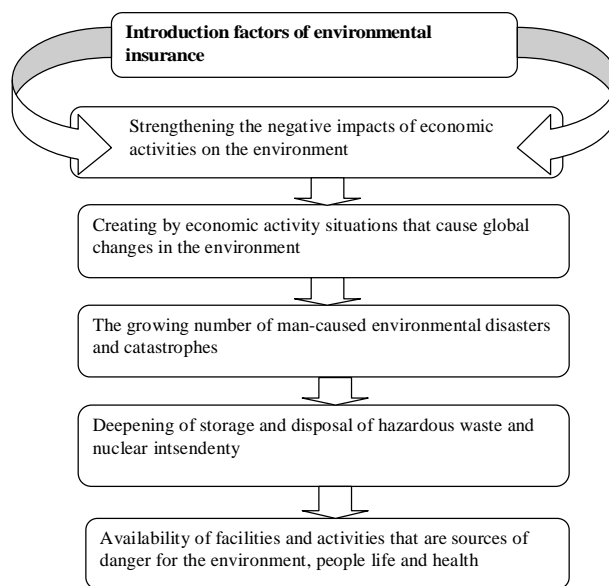 Introduction factors of environmental
insurance
Strengthening the negative impacts of economic
activities on the environment
Creating by economic activity situations that cause global
changes in the environment
The growing number of man-caused environmental disasters
and catastrophes
Deepening of storage and disposal of hazardous waste and
nuclear intsendenty
Availability of facilities and activities that are sources of
danger for the environment, people life and health